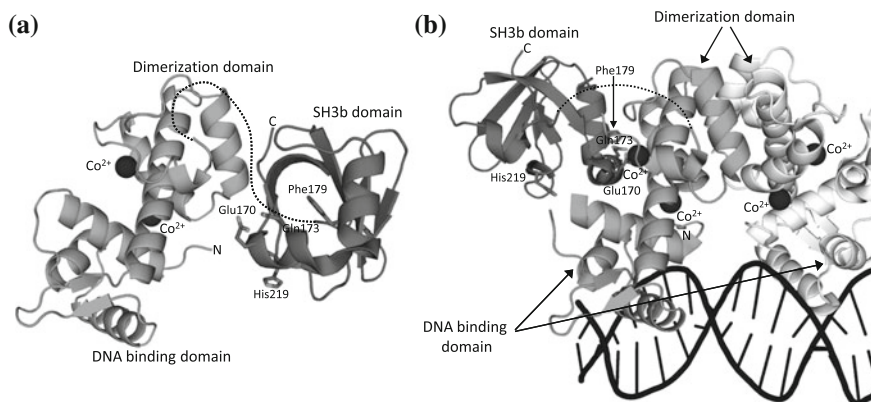 (a)
Dimerization domain
SH3b domain
C
Co2+
Phe179
Glu170
Gln173
Co2+
N
His219
DNA binding domain
(b)
Dimerization domain
SH3b domain
C
Phe179
Gln173
Co2+
Co2+
His219
Glu170
Co2+
Co2+
N
DNA binding
domain